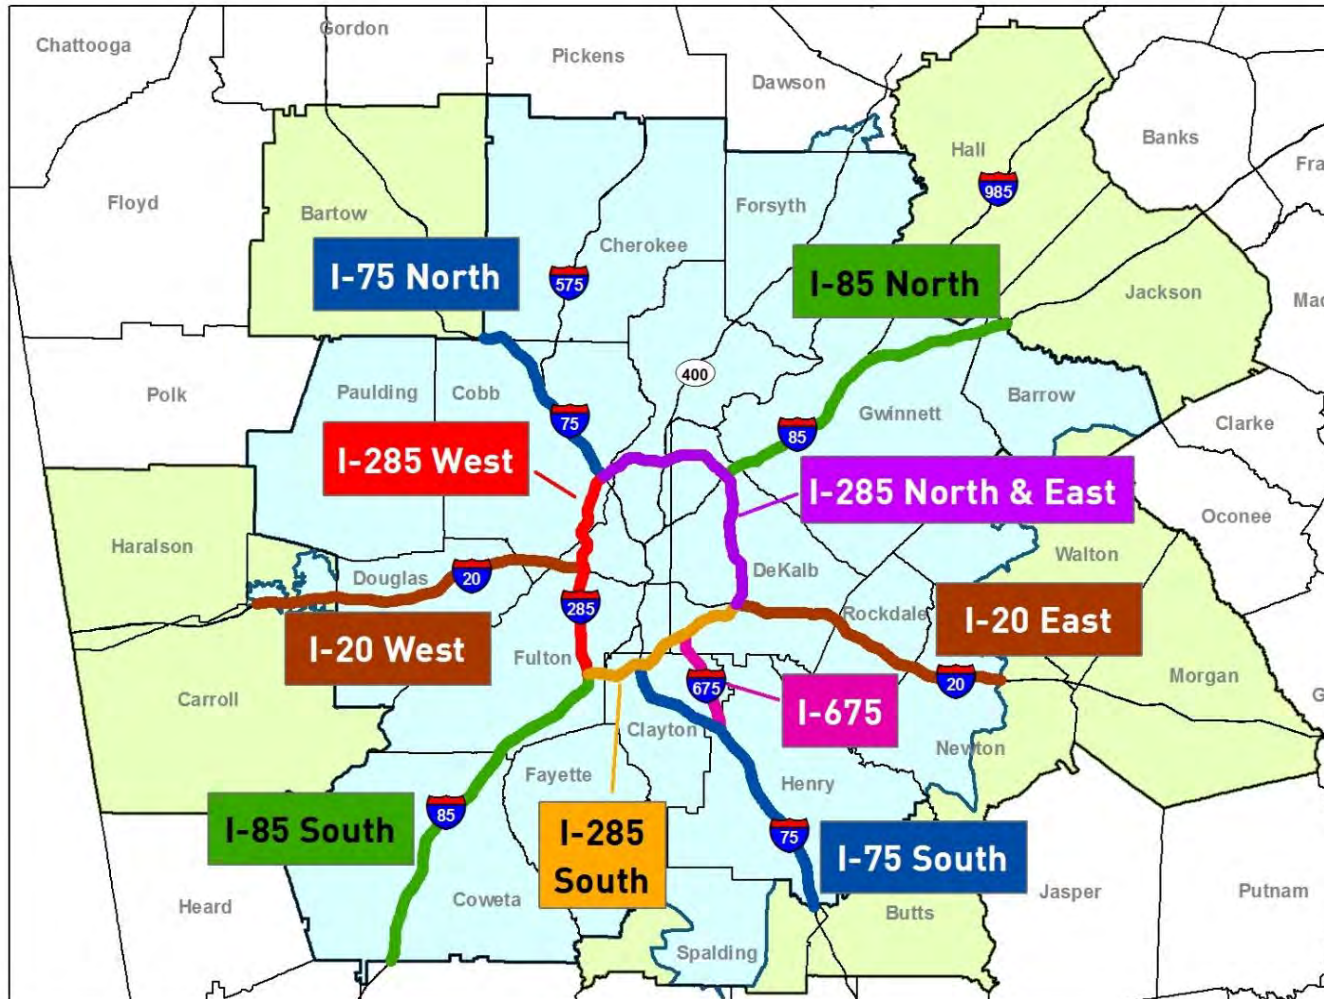 Gordon
Chattooga
Pickens
Dawson
Banks
Hall
Fra
985
Floyd
Bartow
Forsyth
Cherokee
I-75 North
575
I-85 North
Jackson
Mad
400
Polk
Paulding
Cobb
Barrow
75
85
Gwinnett
Clarke
I-285 West
I-285 North & East
Oconee
Haralson
Walton
Douglas
20
DeKalb
285
Rockdale
I-20 East
I-20 West
Fulton
Morgan
675
20
Carroll
I-675
Clayton
Newton
Fayette
Henry
85
I-85 South
I-285
South
75
I-75 South
Jasper
Putnam
Heard
Coweta
Butts
Spalding
G